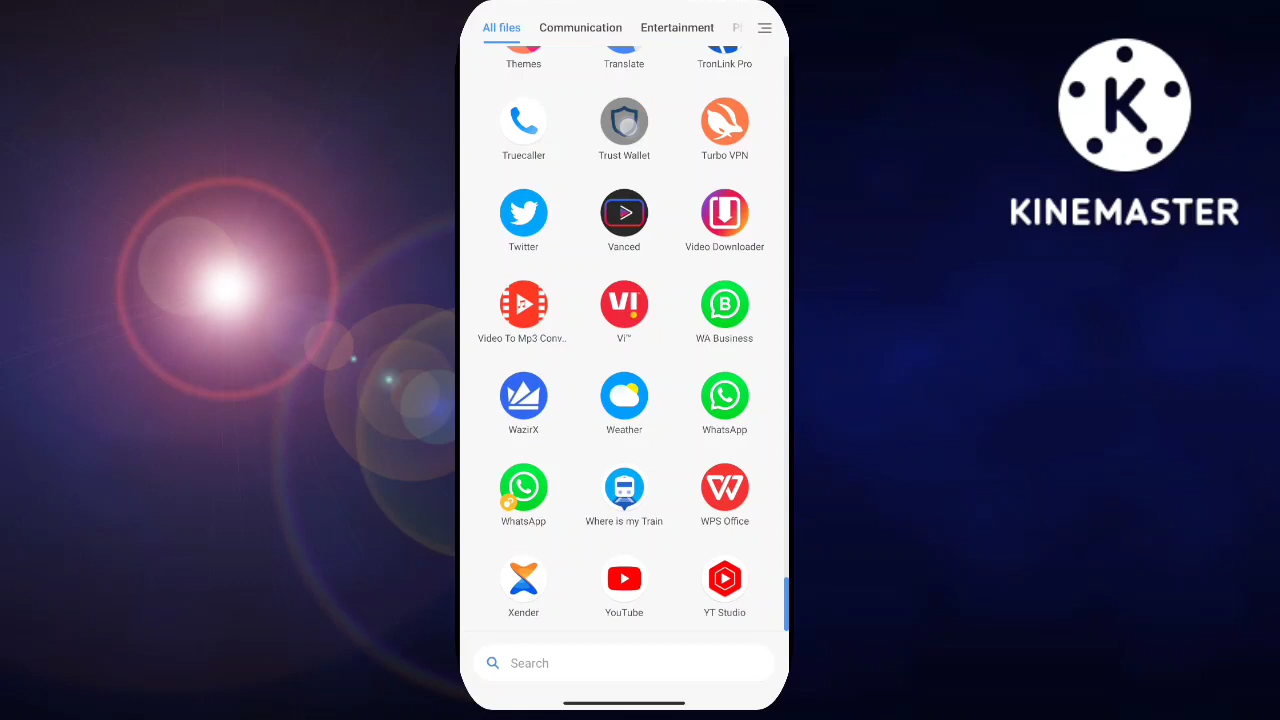 All files Communication Entertainment
Themes Translate TronLink Pro
Truecaller Trust Wallet Turbo VPN
Twitter Vanced Video Downloader
Video To Mp3 Conv.. Vi™ WA Business
WazirX Weather WhatsApp
WhatsApp Where is my Train WPS Office
Xender YouTube YT Studio
Search
K
KINEMASTER